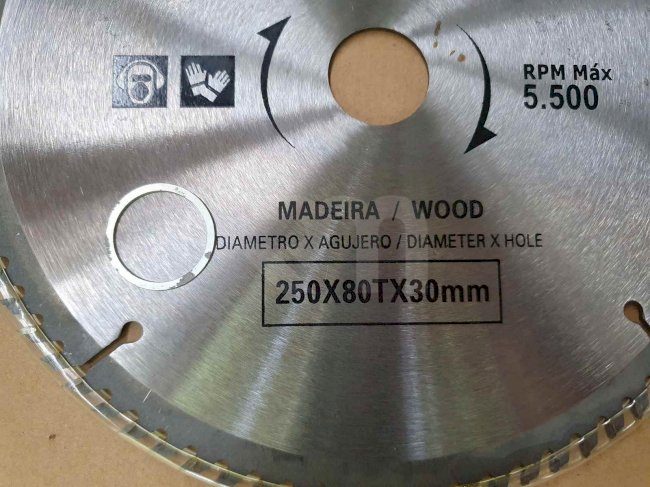 RPM Máx
5.500
MADEIRA / WOOD
DIAMETRO X AGUJERO / DIAMETER X HOLE
250X80TX30mm